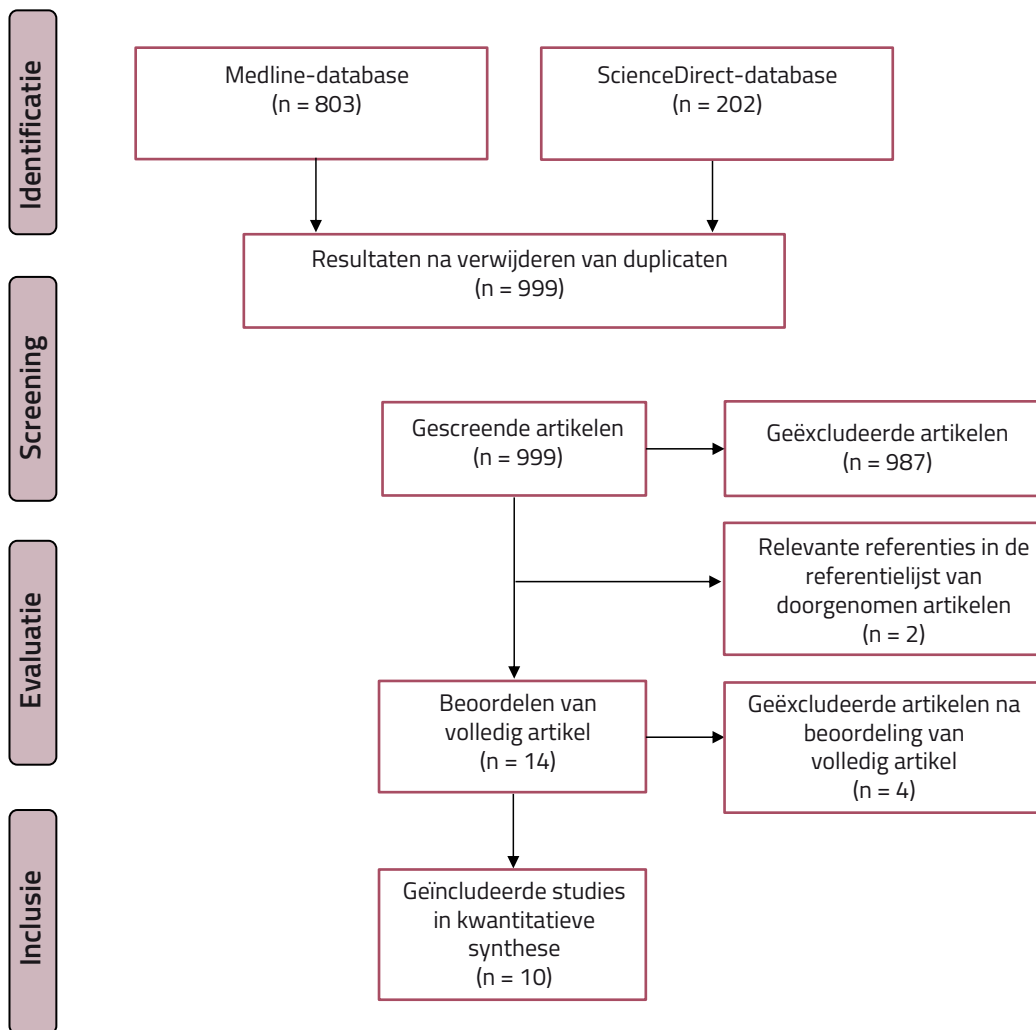 Identificatie
Medline-database
(n = 803)
ScienceDirect-database
(n = 202)
Resultaten na verwijderen van duplicaten
(n = 999)
Screening
Gescreende artikelen
(n = 999)
Geëxcludeerde artikelen
(n = 987)
Evaluatie
Relevante referenties in de
referentielijst van
doorgenomen artikelen
(n = 2)
Beoordelen van
volledig artikel
(n = 14)
Geëxcludeerde artikelen na
beoordeling van
volledig artikel
(n = 4)
Inclusie
Geïncludeerde studies
in kwantitatieve
synthese
(n = 10)